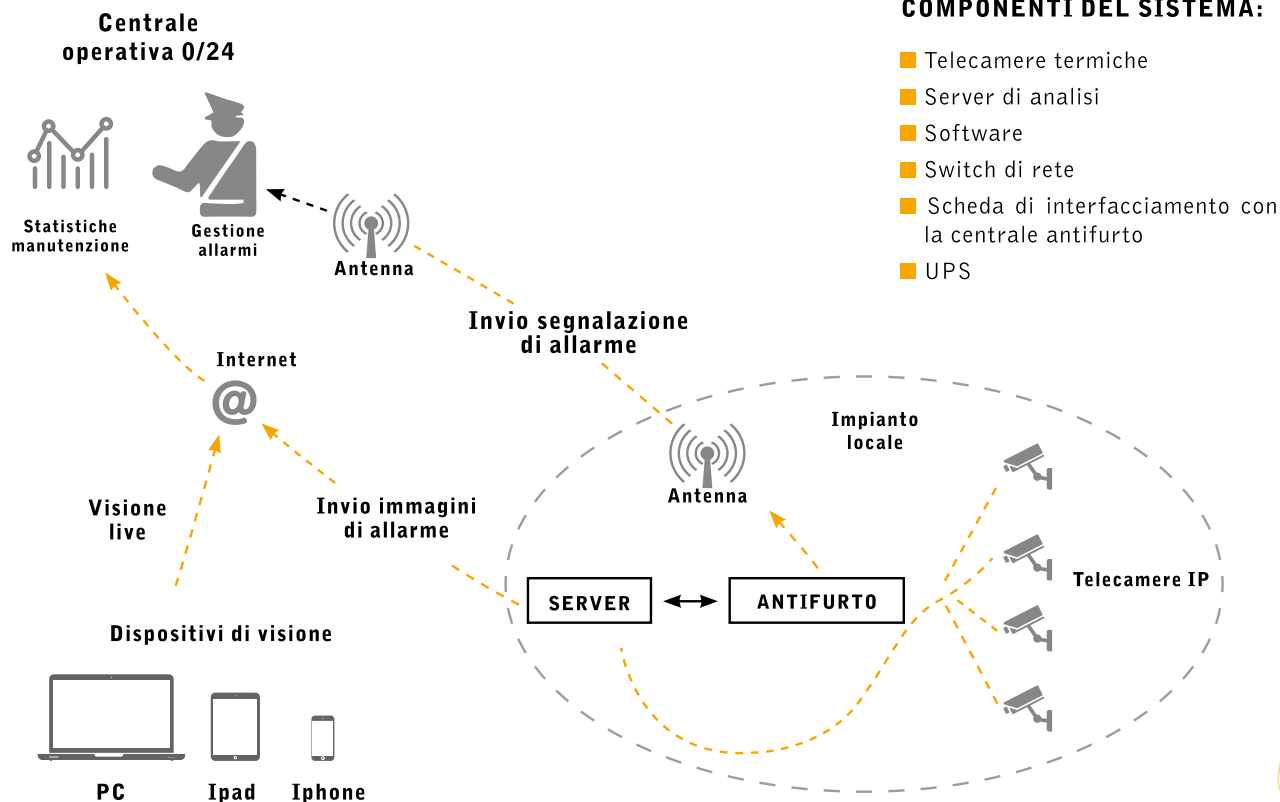 Centrale
operativa 0/24
COMPONENTI DEL SISTEMA:
Telecamere termiche
Server di analisi
Software
Switch di rete
Scheda di interfacciamento con
la centrale antifurto
UPS
Statistiche
manutenzione
Gestione
allarmi
Antenna
Invio segnalazione
di allarme
Internet
@
Impianto
locale
Antenna
Visione
live
Invio immagini
di allarme
SERVER
ANTIFURTO
Telecamere IP
Dispositivi di visione
PC
Ipad
Iphone